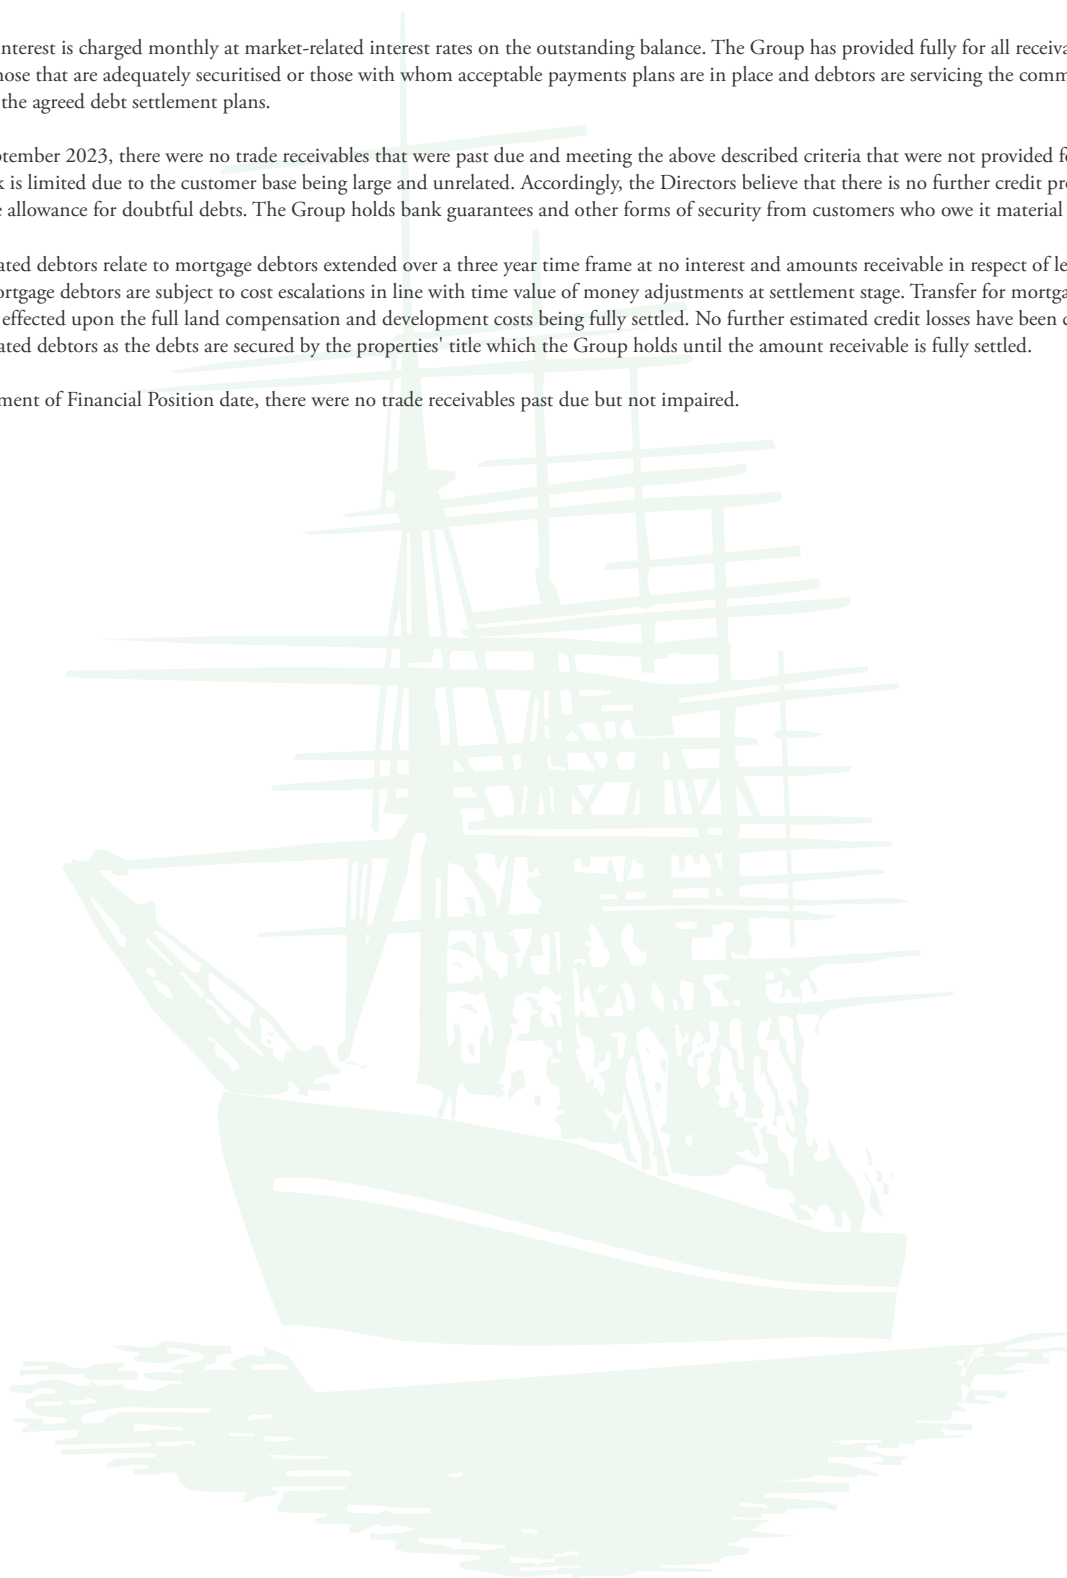 nterest is charged monthly at market-related interest rates on the outstanding balance. The Group has provided fully for all receiva
hose that are adequately securitised or those with whom acceptable payments plans are in place and debtors are servicing the comm
the agreed debt settlement plans.
ptember 2023, there were no trade receivables that were past due and meeting the above described criteria that were not provided fo
k is limited due to the customer base being large and unrelated. Accordingly, the Directors believe that there is no further credit pro
e allowance for doubtful debts. The Group holds bank guarantees and other forms of security from customers who owe it material
ated debtors relate to mortgage debtors extended over a three year time frame at no interest and amounts receivable in respect of le
ortgage debtors are subject to cost escalations in line with time value of money adjustments at settlement stage. Transfer for mortga
effected upon the full land compensation and development costs being fully settled. No further estimated credit losses have been c
ated debtors as the debts are secured by the properties' title which the Group holds until the amount receivable is fully settled.
ment of Financial Position date, there were no trade receivables past due but not impaired.